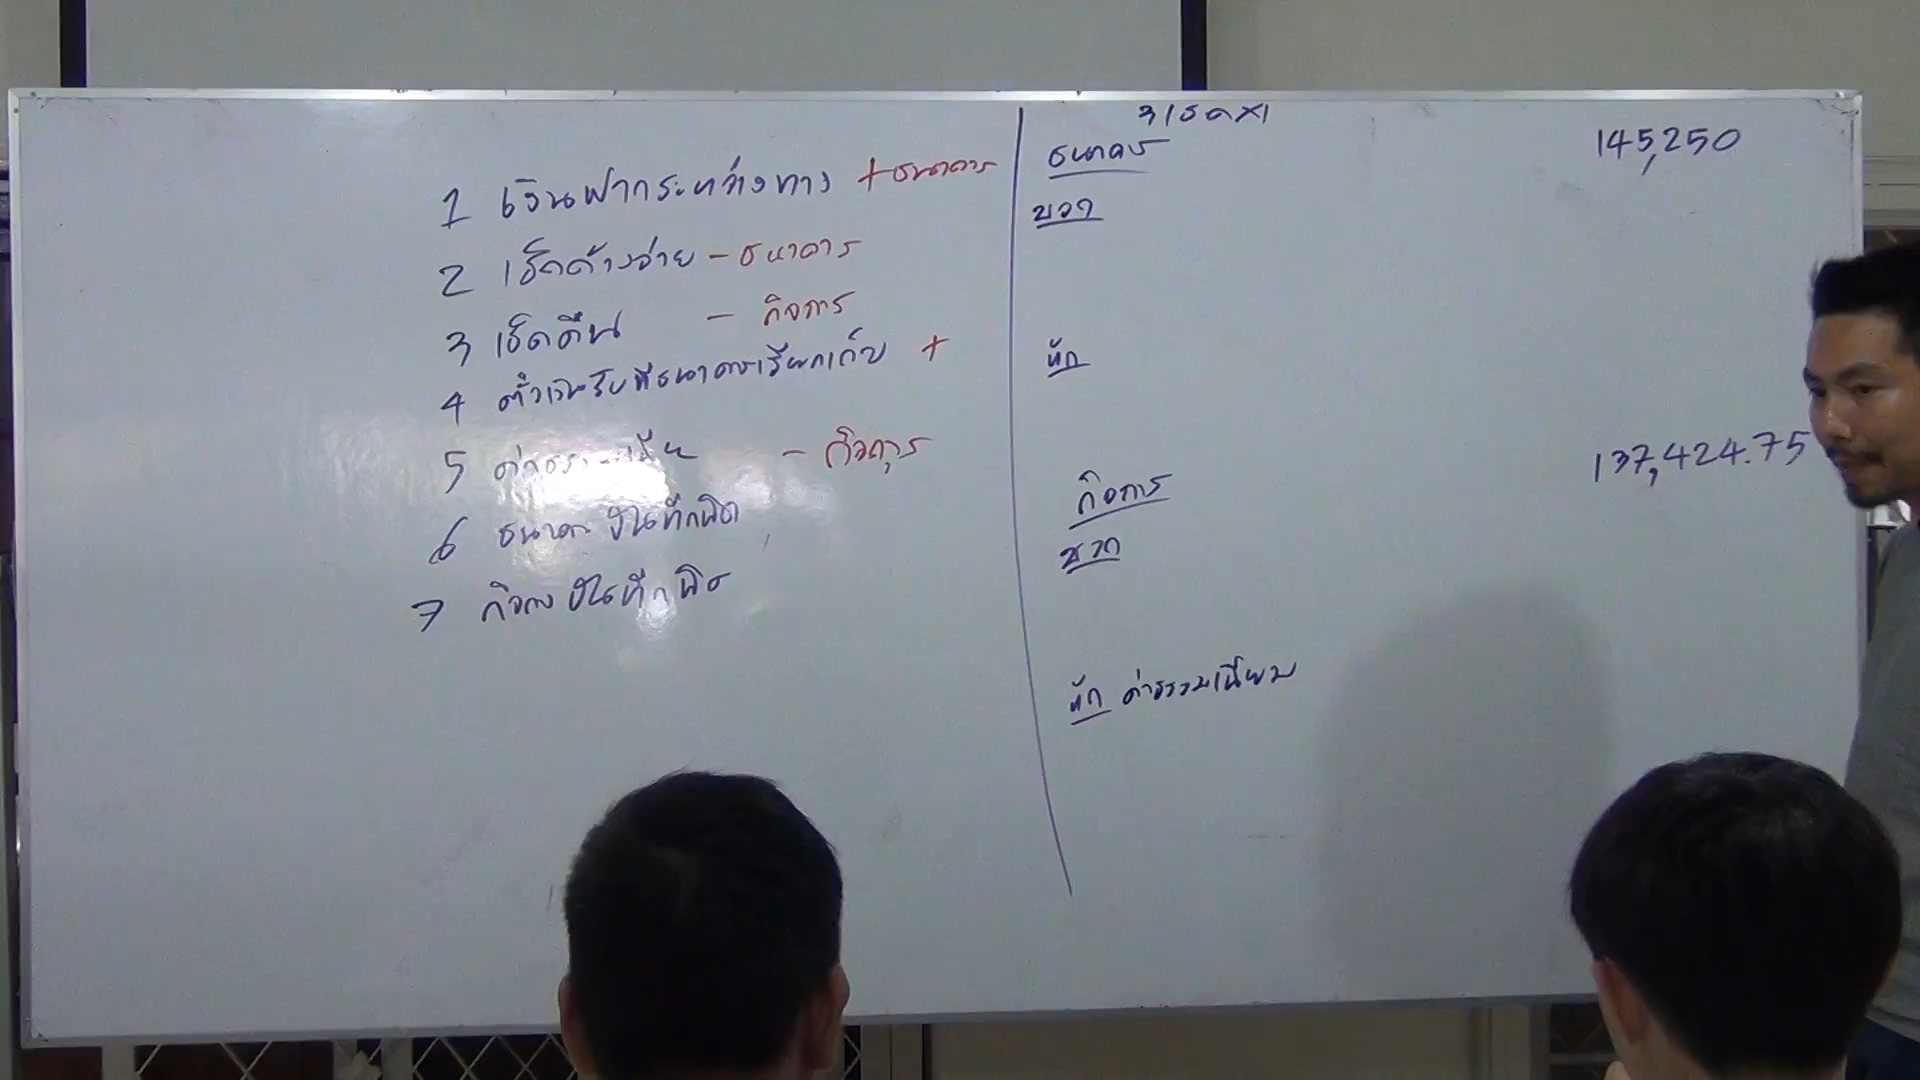 1 เงินฝากระหว่างทาง +ธนาคาร
2 เช็คค้างจ่าย - ธนาคาร
3 เช็คคืน - กิจการ
4 ตั๋วเงินรับที่ธนาคารเรียกเก็บ +
5 - กิจการ
6 ธนาคาร บันทึกผิด
7 กิจการ บันทึกผิด
ธนาคาร 145,250
บวก
หัก
กิจการ 137,424.75
บวก
หัก ค่าธรรมเนียม